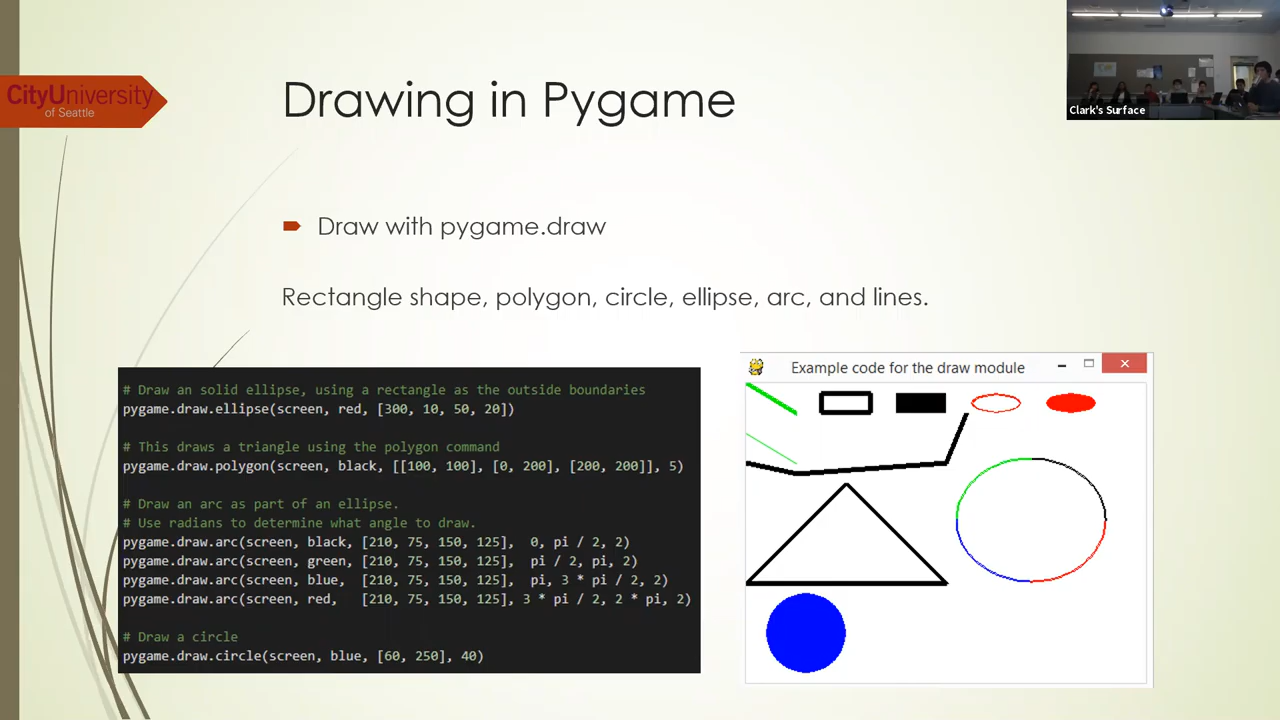 CityUniversity
of Seattle
Drawing in Pygame
Clark's Surface
Draw with pygame.draw
Rectangle shape, polygon, circle, ellipse, arc, and lines.
# Draw an solid ellipse, using a rectangle as the outside boundaries
pygame.draw.ellipse(screen, red, [300, 10, 50, 20])
# This draws a triangle using the polygon command
pygame.draw.polygon(screen, black, [[100, 100], [0, 200], [200, 200]], 5)
# Draw an arc as part of an ellipse.
# Use radians to determine what angle to draw.
pygame.draw.arc(screen, black, [210, 75, 150, 125],  0, pi / 2, 2)
pygame.draw.arc(screen, green, [210, 75, 150, 125],  pi / 2, pi, 2)
pygame.draw.arc(screen, blue,  [210, 75, 150, 125],  pi, 3 * pi / 2, 2)
pygame.draw.arc(screen, red,   [210, 75, 150, 125], 3 * pi / 2, 2 * pi, 2)
# Draw a circle
pygame.draw.circle(screen, blue, [60, 250], 40)
Example code for the draw module